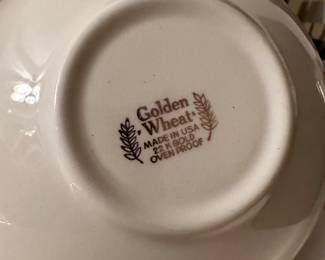 Golden
Wheat
MADE IN USA
22 K GOLD
OVEN PROOF